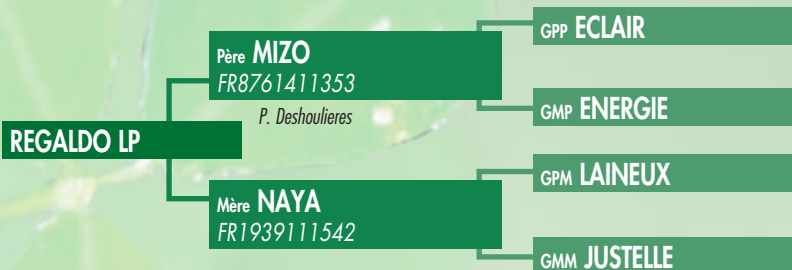 GPP ECLAIR
Père MIZO
FR8761411353
GMP ENERGIE
P. Deshoulieres
REGALDO LP
GPM LAINEUX
Mère NAYA
FR1939111542
GMM JUSTELLE